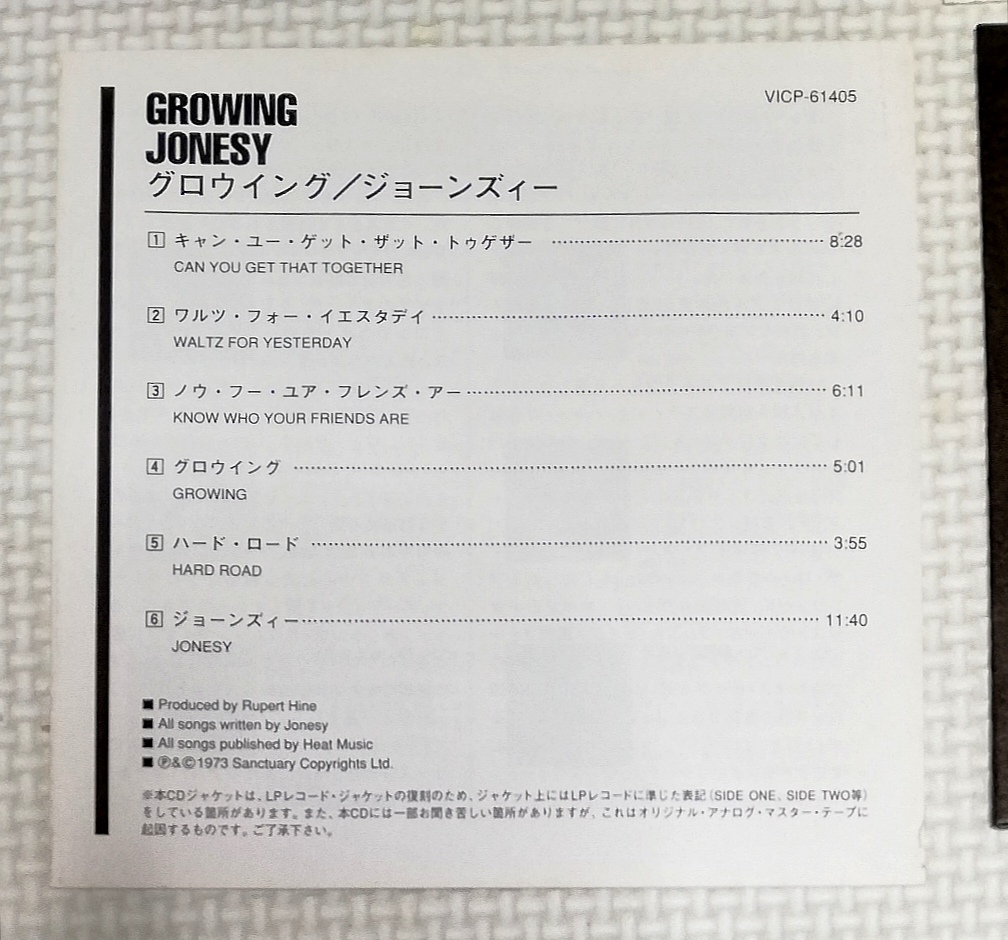 GROWING
JONESY
グロウイング/ジョーンズィー
VICP-61405
1 キャン・ユー・ゲット・ザット・トゥゲザー 8:28
CAN YOU GET THAT TOGETHER
2 ワルツ・フォー・イエスタデイ 4:10
WALTZ FOR YESTERDAY
3 ノウ・フー・ユア・フレンズ・アー 6:11
KNOW WHO YOUR FRIENDS ARE
4 グロウイング 5:01
GROWING
5 ハード・ロード 3:55
HARD ROAD
6 ジョーンズィー 11:40
JONESY
■ Produced by Rupert Hine
■ All songs written by Jonesy
■ All songs published by Heat Music
■ ℗&©1973 Sanctuary Copyrights Ltd.
※本CDジャケットは、LPレコード・ジャケットの復刻のため、ジャケット上にはLPレコードに準じた表記(SIDE ONE、SIDE TWO等)
をしている箇所があります。また、本CDには一部お聞き苦しい箇所がありますが、これはオリジナル・アナログ・マスター・テープに
起因するものです。ご了承下さい。